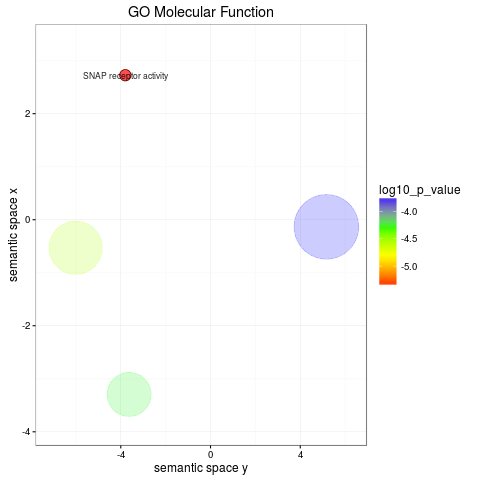 GO Molecular Function
SNAP receptor activity
semantic space x
2
0
-2
-4
-4
0
4
semantic space y
log10_p_value
-4.0
-4.5
-5.0